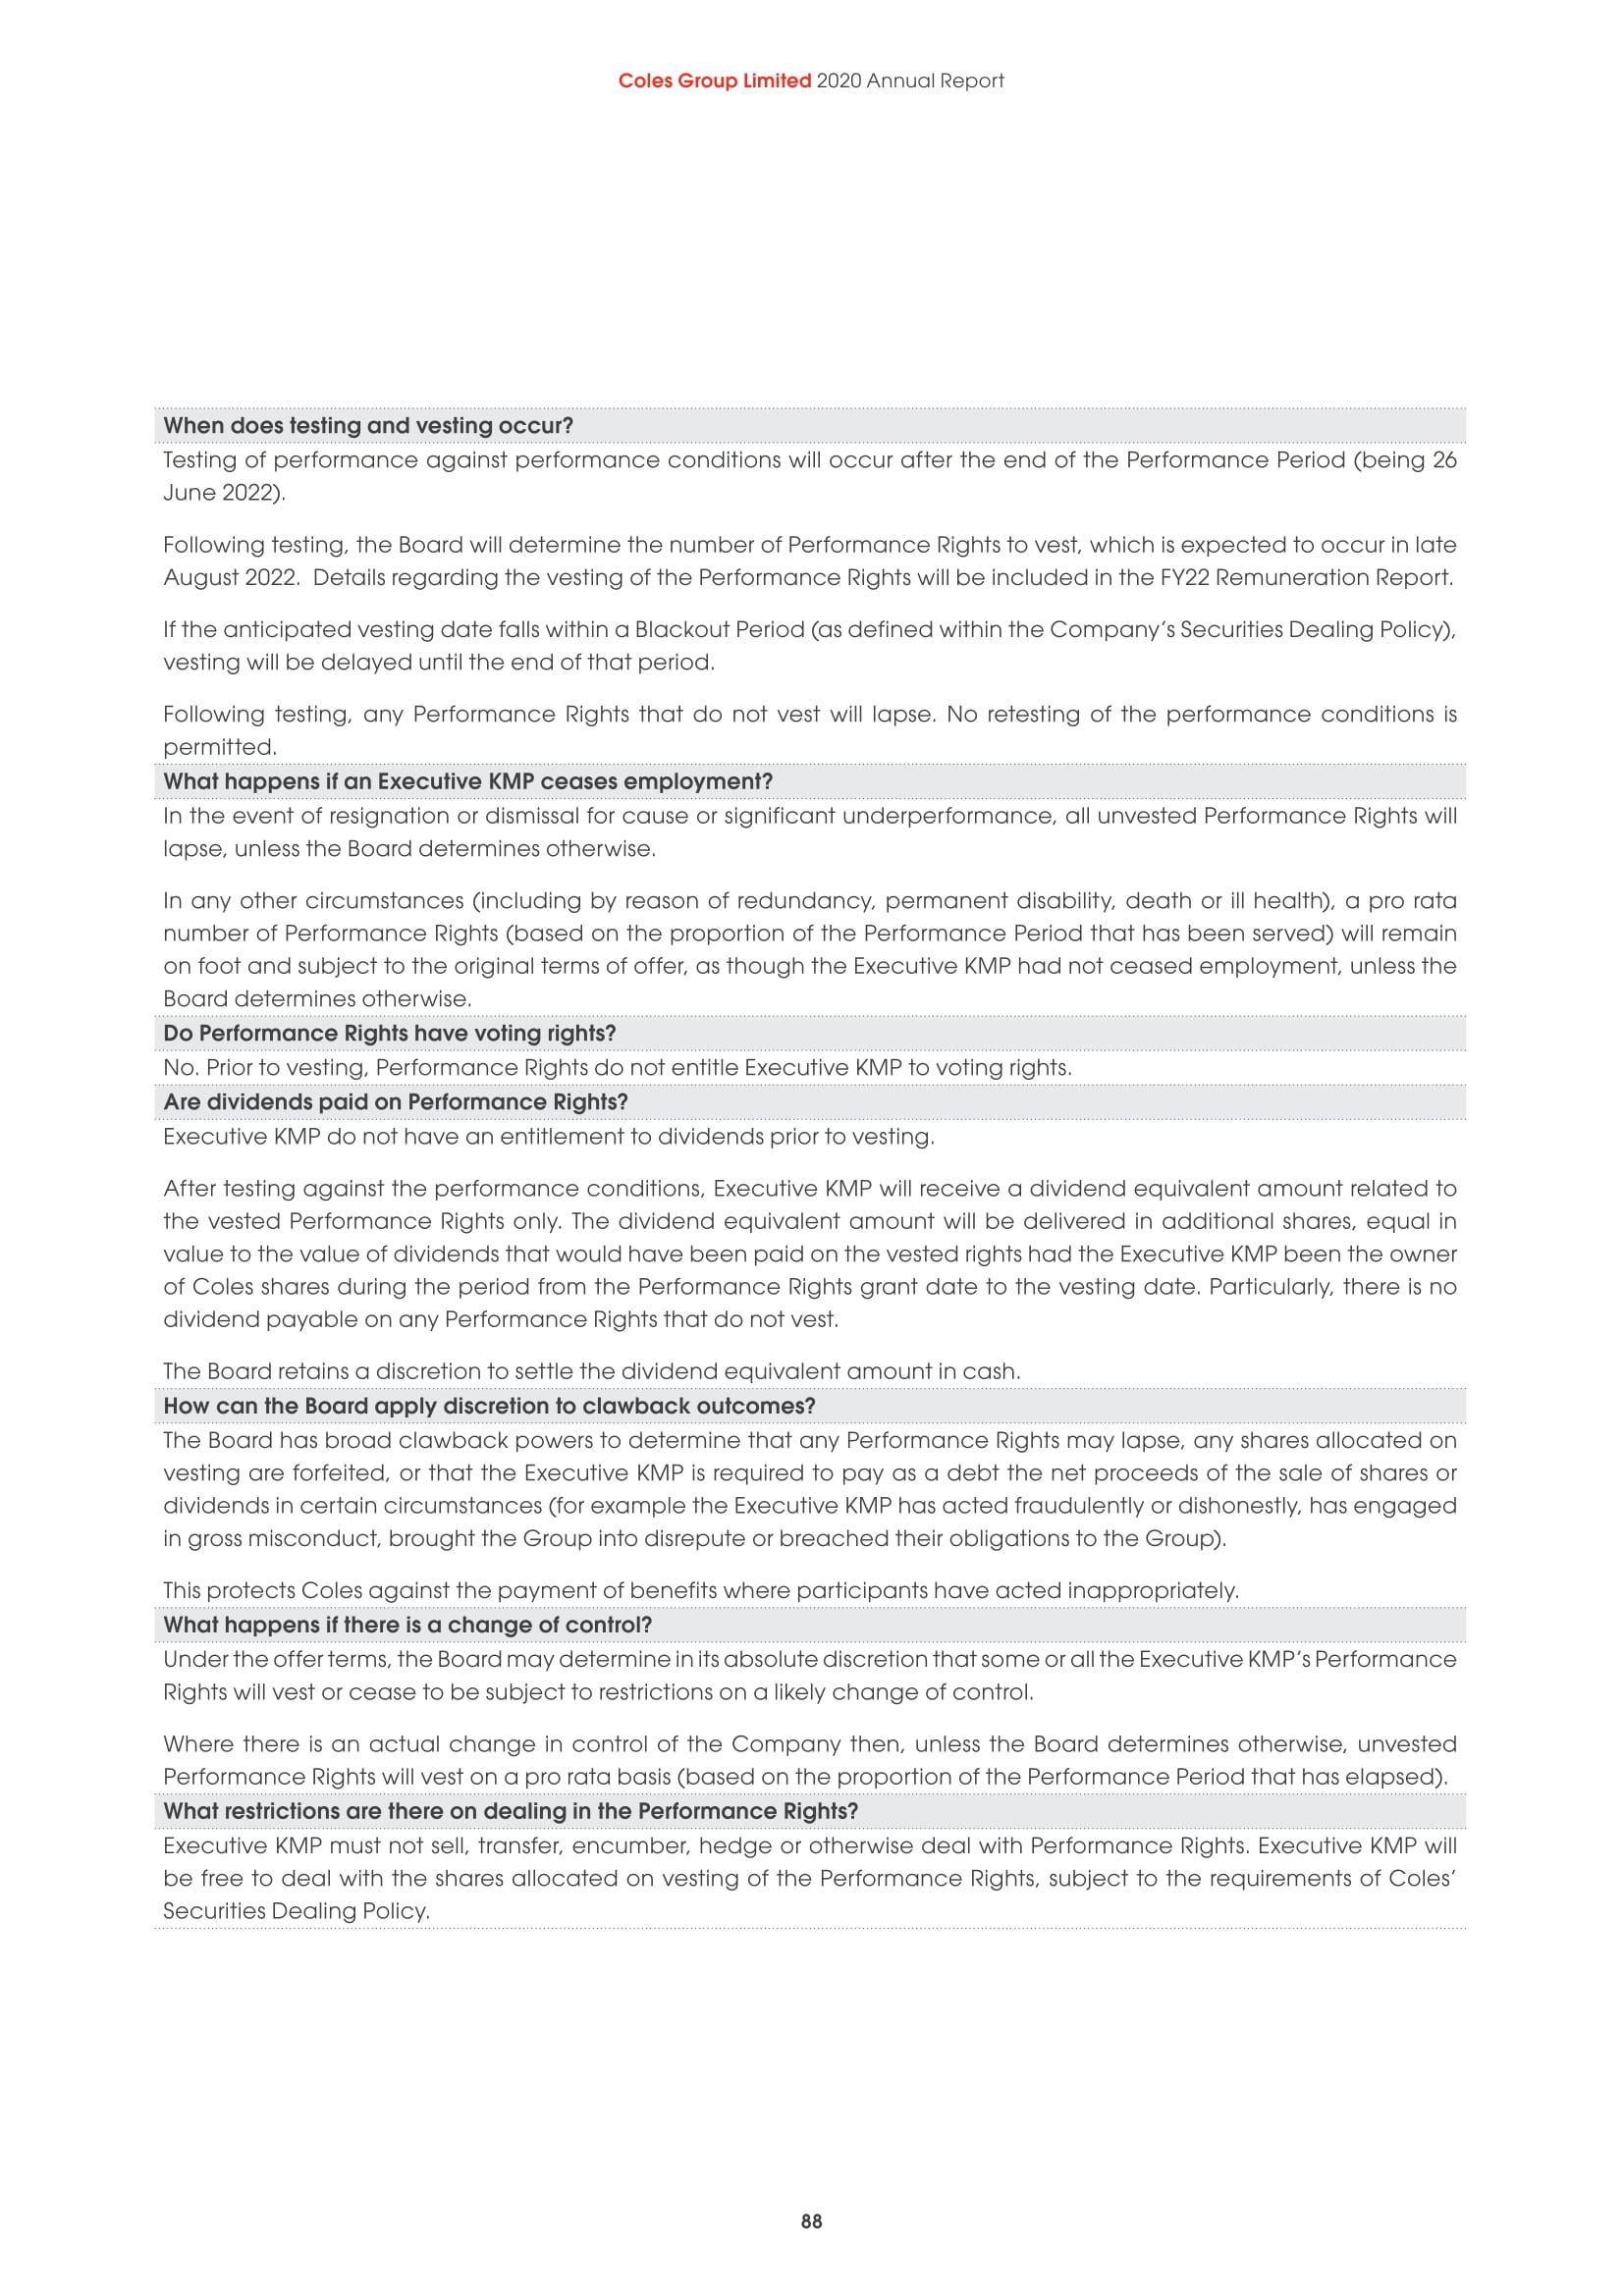 Coles Group Limited 2020 Annual Report
When does testing and vesting occur?
Testing of performance against performance conditions will occur after the end of the Performance Period (being 26
June 2022).
Following testing, the Board will determine the number of Performance Rights to vest, which is expected to occur in late
August 2022.  Details regarding the vesting of the Performance Rights will be included in the FY22 Remuneration Report.
If the anticipated vesting date falls within a Blackout Period (as defined within the Company’s Securities Dealing Policy),
vesting will be delayed until the end of that period.
Following testing, any Performance Rights that do not vest will lapse. No retesting of the performance conditions is
permitted.
What happens if an Executive KMP ceases employment?
In the event of resignation or dismissal for cause or significant underperformance, all unvested Performance Rights will
lapse, unless the Board determines otherwise.
In any other circumstances (including by reason of redundancy, permanent disability, death or ill health), a pro rata
number of Performance Rights (based on the proportion of the Performance Period that has been served) will remain
on foot and subject to the original terms of offer, as though the Executive KMP had not ceased employment, unless the
Board determines otherwise.
Do Performance Rights have voting rights?
No. Prior to vesting, Performance Rights do not entitle Executive KMP to voting rights.
Are dividends paid on Performance Rights?
Executive KMP do not have an entitlement to dividends prior to vesting.
After testing against the performance conditions, Executive KMP will receive a dividend equivalent amount related to
the vested Performance Rights only. The dividend equivalent amount will be delivered in additional shares, equal in
value to the value of dividends that would have been paid on the vested rights had the Executive KMP been the owner
of Coles shares during the period from the Performance Rights grant date to the vesting date. Particularly, there is no
dividend payable on any Performance Rights that do not vest.
The Board retains a discretion to settle the dividend equivalent amount in cash.
How can the Board apply discretion to clawback outcomes?
The Board has broad clawback powers to determine that any Performance Rights may lapse, any shares allocated on
vesting are forfeited, or that the Executive KMP is required to pay as a debt the net proceeds of the sale of shares or
dividends in certain circumstances (for example the Executive KMP has acted fraudulently or dishonestly, has engaged
in gross misconduct, brought the Group into disrepute or breached their obligations to the Group).
This protects Coles against the payment of benefits where participants have acted inappropriately.
What happens if there is a change of control?
Under the offer terms, the Board may determine in its absolute discretion that some or all the Executive KMP’s Performance
Rights will vest or cease to be subject to restrictions on a likely change of control.
Where there is an actual change in control of the Company then, unless the Board determines otherwise, unvested
Performance Rights will vest on a pro rata basis (based on the proportion of the Performance Period that has elapsed).
What restrictions are there on dealing in the Performance Rights?
Executive KMP must not sell, transfer, encumber, hedge or otherwise deal with Performance Rights. Executive KMP will
be free to deal with the shares allocated on vesting of the Performance Rights, subject to the requirements of Coles’
Securities Dealing Policy.
88